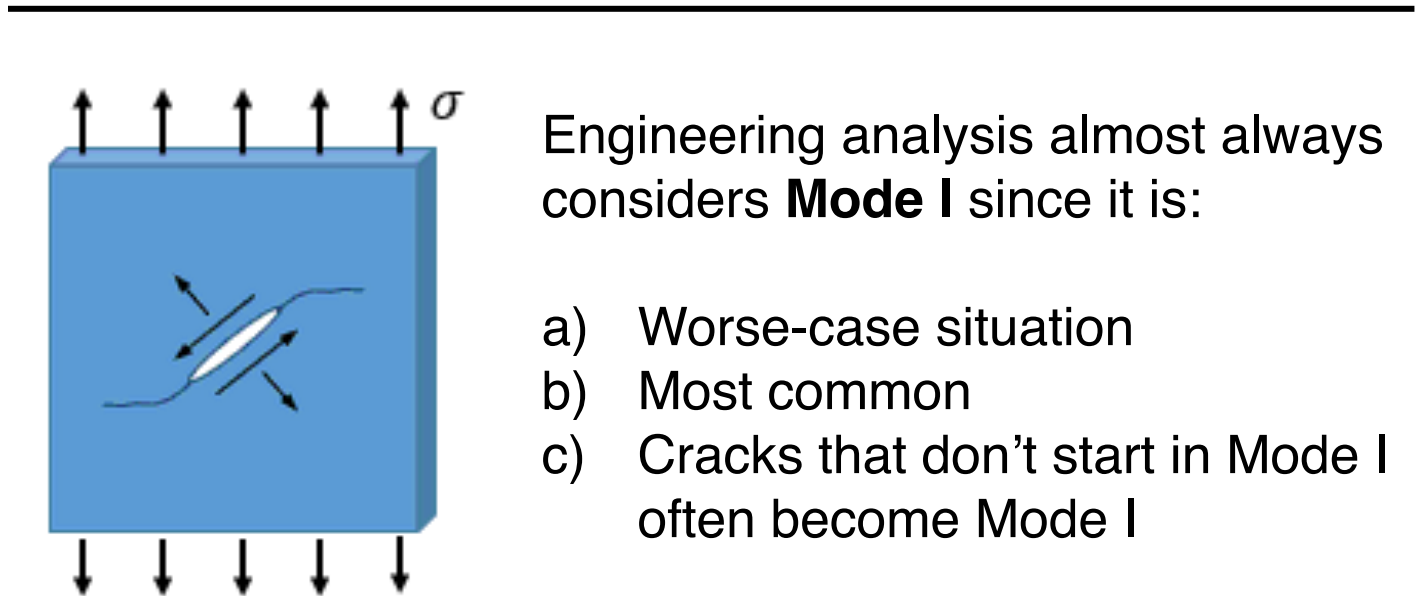 σ
Engineering analysis almost always
considers Mode I since it is:
a) Worse-case situation
b) Most common
c) Cracks that don’t start in Mode I
often become Mode I